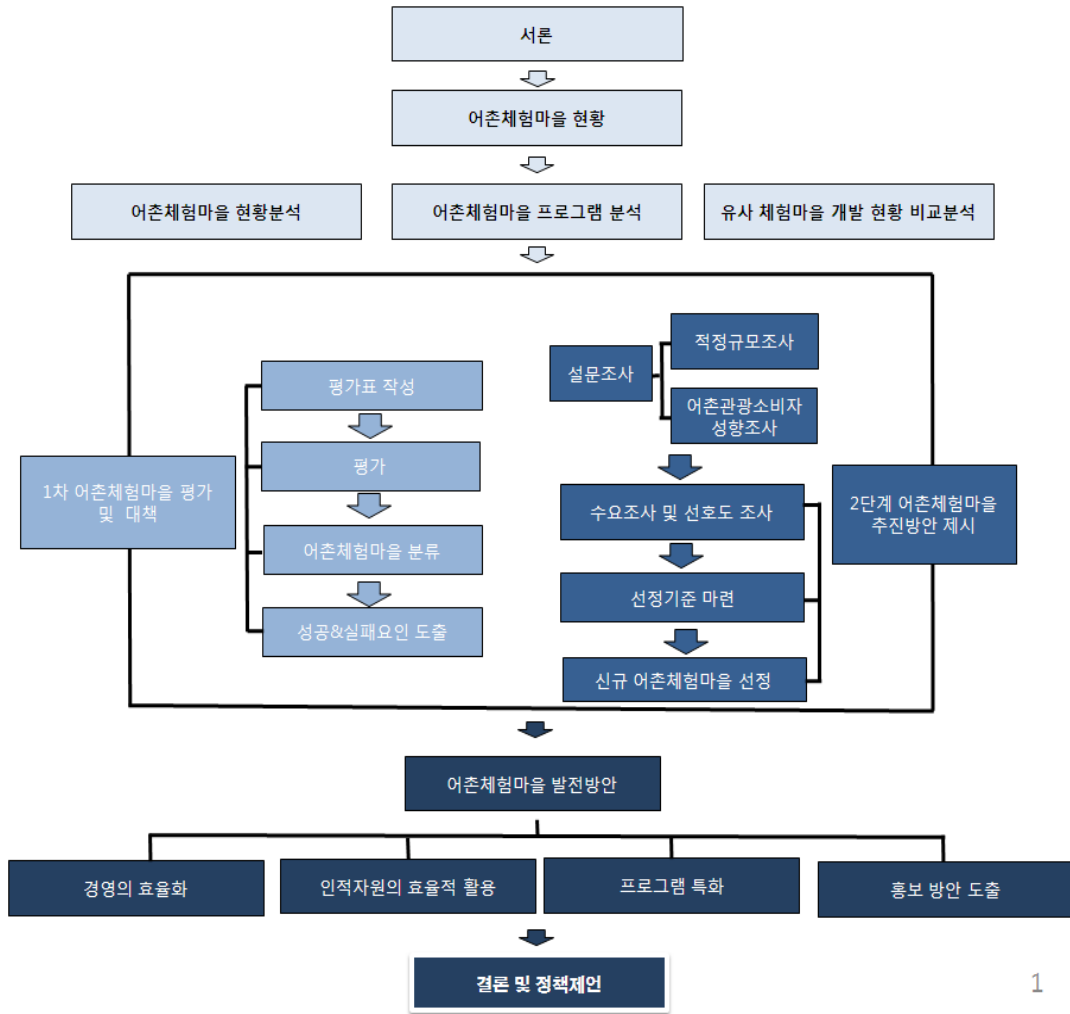 서론
어촌체험마을 현황
어촌체험마을 현황분석
어촌체험마을 프로그램 분석
유사 체험마을 개발 현황 비교분석
1차 어촌체험마을 평가
및 대책
평가표 작성
평가
어촌체험마을 분류
성공&실패요인 도출
설문조사
적정규모조사
어촌관광소비자
성향조사
수요조사 및 선호도 조사
선정기준 마련
신규 어촌체험마을 선정
2단계 어촌체험마을
추진방안 제시
어촌체험마을 발전방안
경영의 효율화
인적자원의 효율적 활용
프로그램 특화
홍보 방안 도출
결론 및 정책제언
1